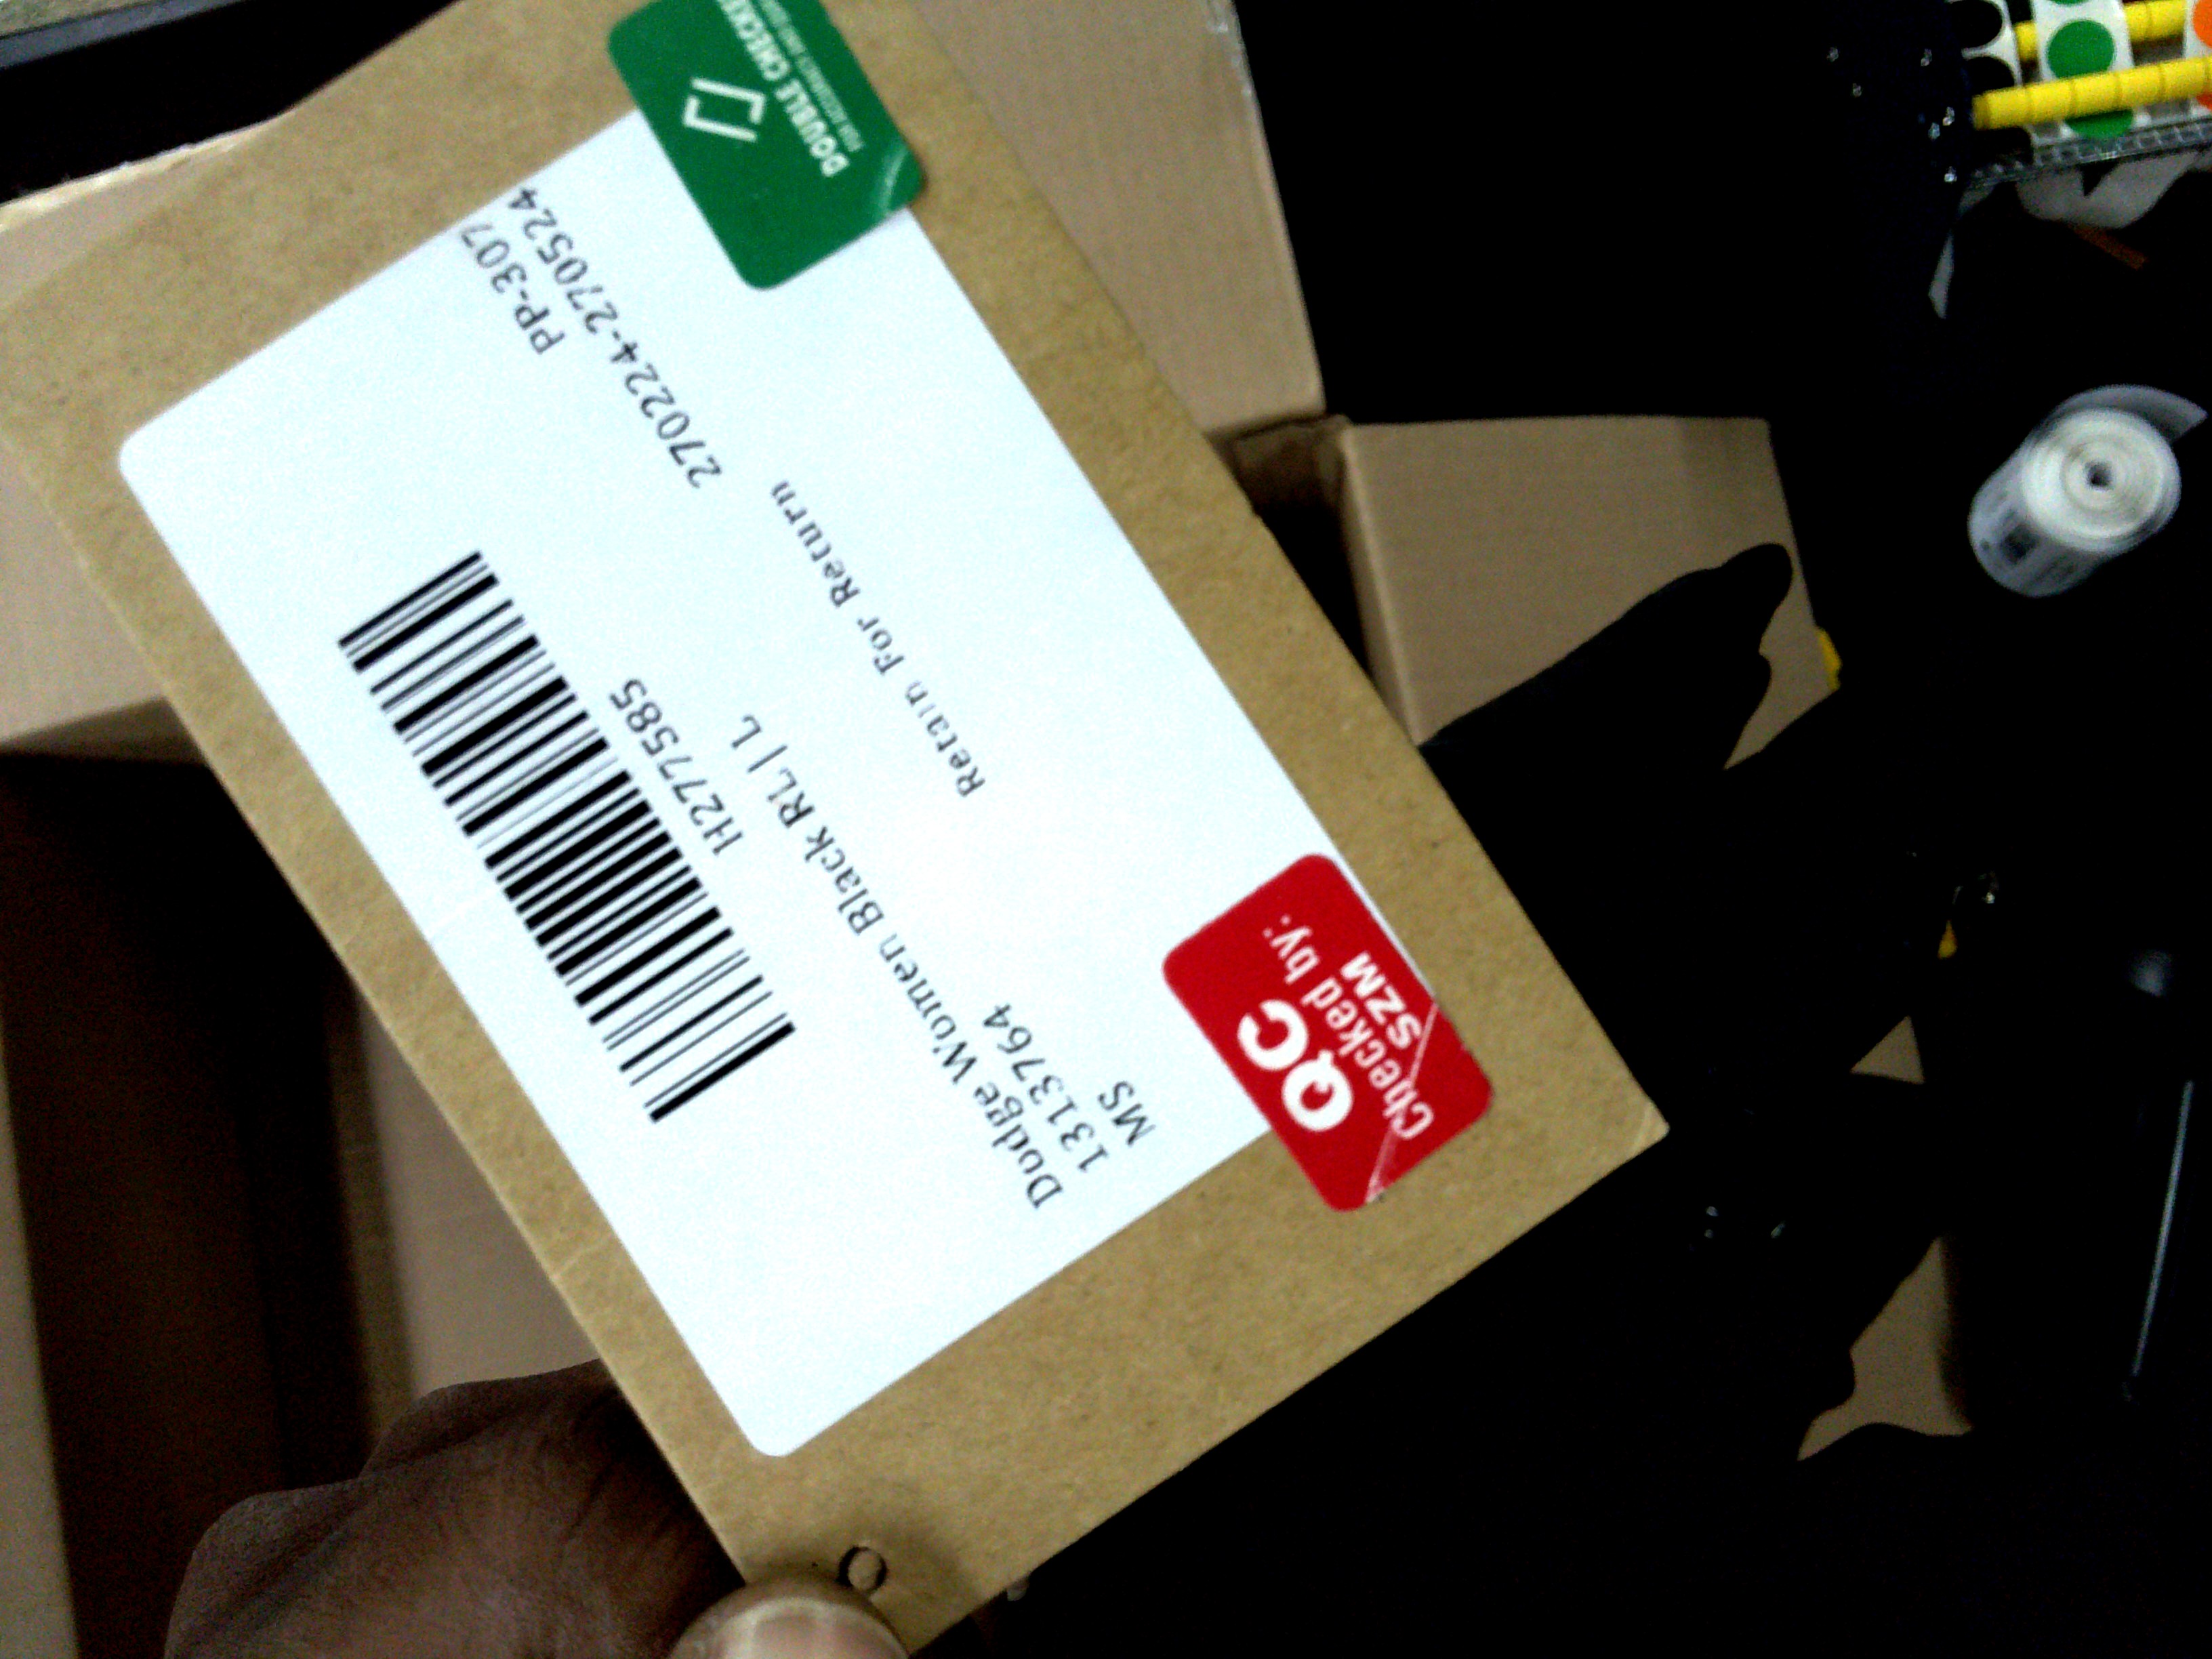 H277585
Dodge Women Black RL | L
1313764
MS
PP-307
270224-270524
Retain For Return
QC
Checked by:
SZM
DOUBLE CHECKED